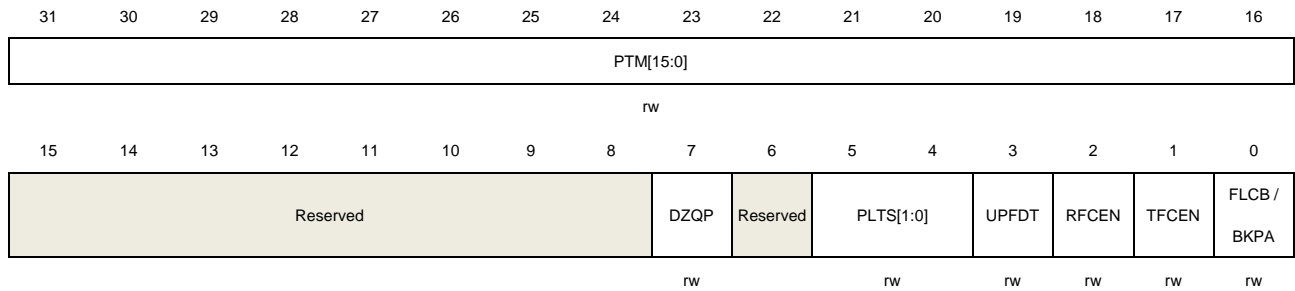 31 30 29 28 27 26 25 24 23 22 21 20 19 18 17 16
PTM[15:0]
rw
15 14 13 12 11 10 9 8 7 6 5 4 3 2 1 0
Reserved DZQP Reserved PLTS[1:0] UPFDT RFCEN TFCEN FLCB /
BKPA
rw rw rw rw rw rw